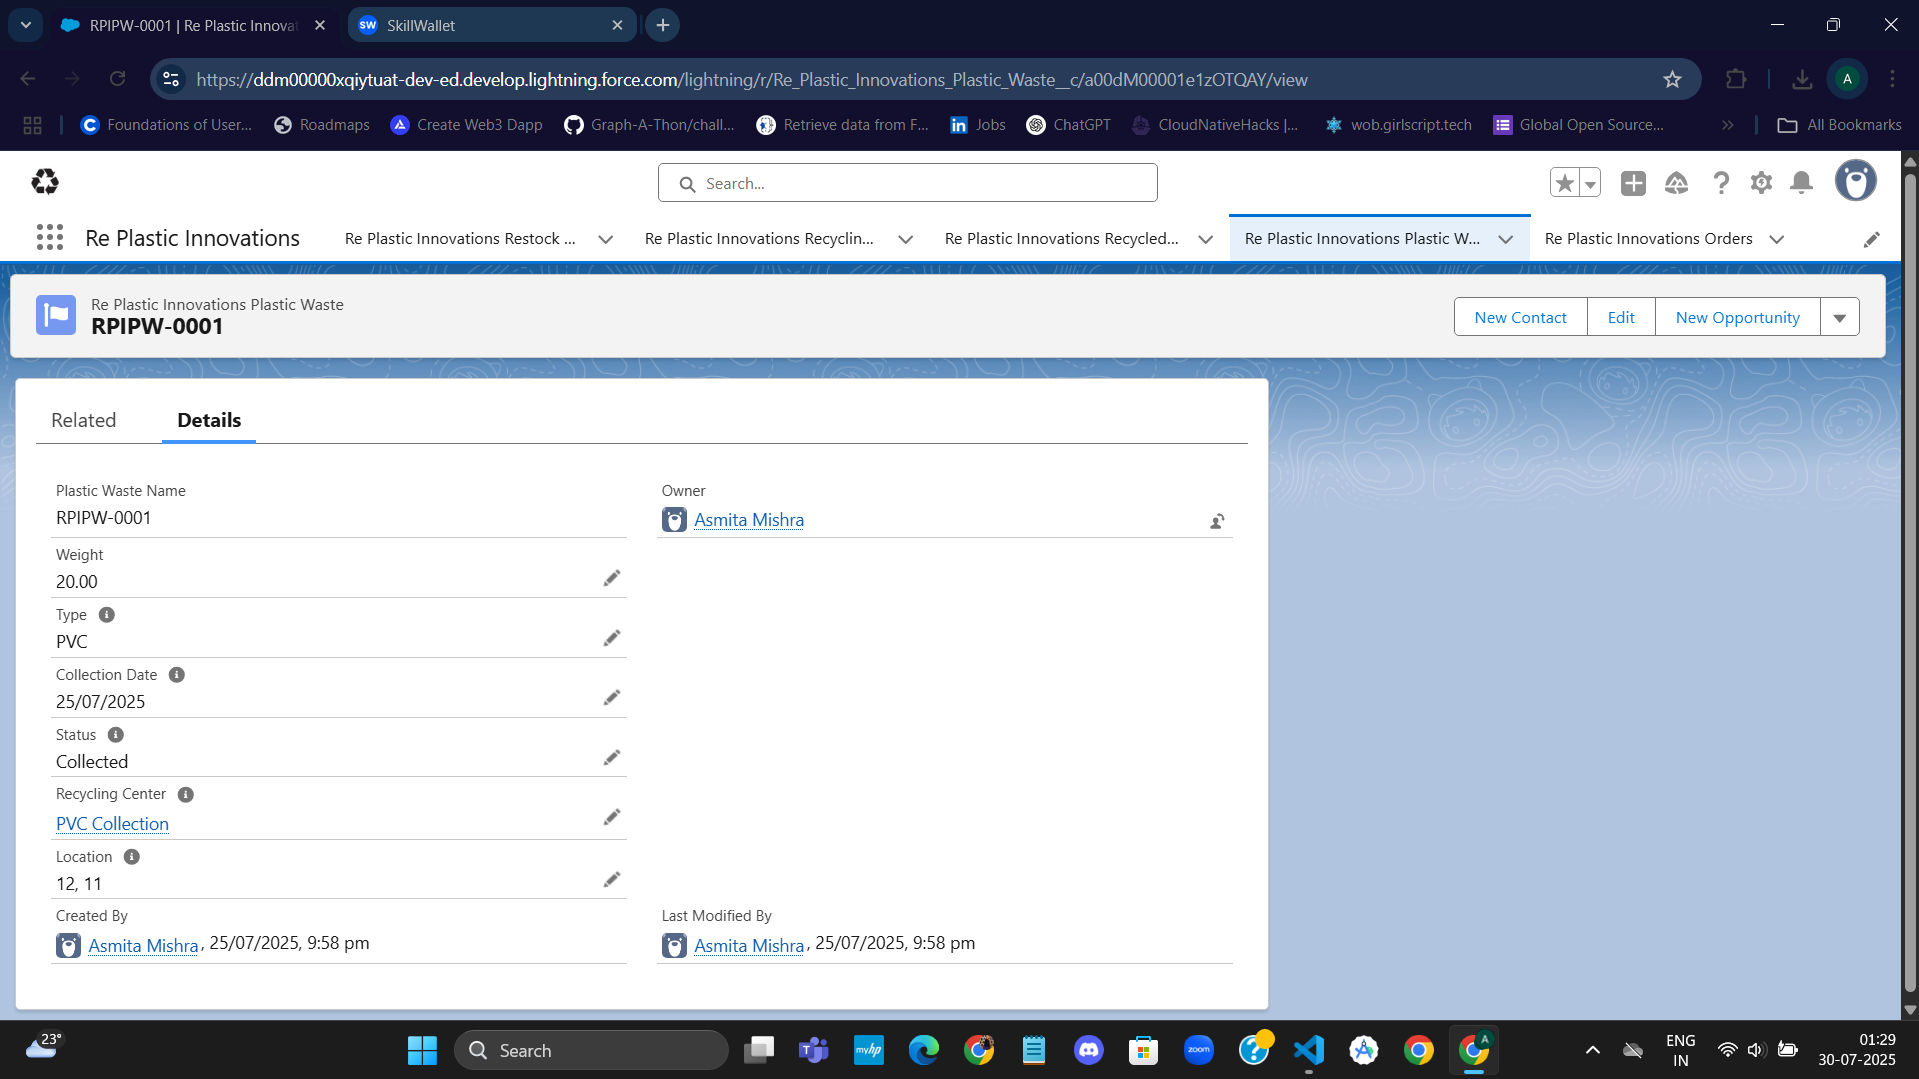 RPIPW-0001 | Re Plastic Innova
SW SkillWallet
https://ddm00000xqiytuat-dev-ed.develop.lightning.force.com/lightning/r/Re_Plastic_Innovations_Plastic_Waste__c/a00dM00001e1zOTQAY/view
A
Foundations of User... Roadmaps Create Web3 Dapp Graph-A-Thon/chall... Retrieve data from F... Jobs ChatGPT CloudNativeHacks |... wob.girlscript.tech Global Open Source... » All Bookmarks
Search...
Re Plastic Innovations Re Plastic Innovations Restock ... Re Plastic Innovations Recyclin... Re Plastic Innovations Recycled... Re Plastic Innovations Plastic W... Re Plastic Innovations Orders
Re Plastic Innovations Plastic Waste
RPIPW-0001
New Contact Edit New Opportunity
Related Details
Plastic Waste Name
RPIPW-0001
Owner
Asmita Mishra
Weight
20.00
Type
PVC
Collection Date
25/07/2025
Status
Collected
Recycling Center
PVC Collection
Location
12, 11
Created By
Asmita Mishra, 25/07/2025, 9:58 pm
Last Modified By
Asmita Mishra, 25/07/2025, 9:58 pm
23°
Search
myhp
zoom
A
ENG
IN
01:29
30-07-2025